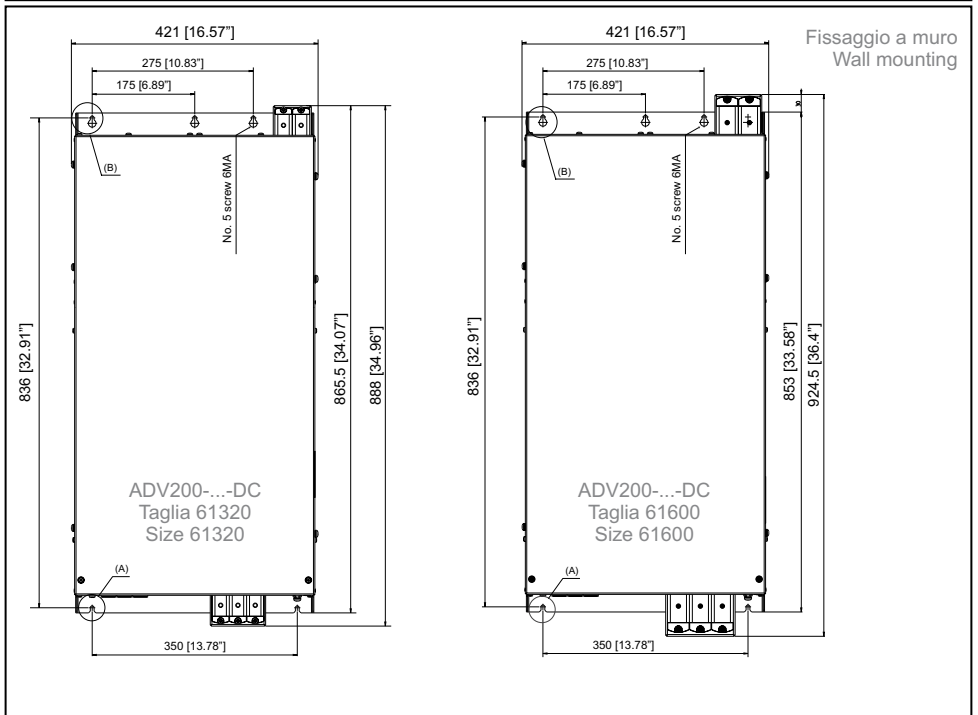 Fissaggio a muro
Wall mounting
421 [16.57”]
275 [10.83”]
175 [6.89”]
(B)
No. 5 screw 6MA
836 [32.91”]
865.5 [34.07”]
888 [34.96”]
ADV200-...-DC
Taglia 61320
Size 61320
(A)
350 [13.78”]
421 [16.57”]
275 [10.83”]
175 [6.89”]
30
(B)
No. 5 screw 6MA
836 [32.91”]
853 [33.58”]
924.5 [36.4”]
ADV200-...-DC
Taglia 61600
Size 61600
(A)
350 [13.78”]